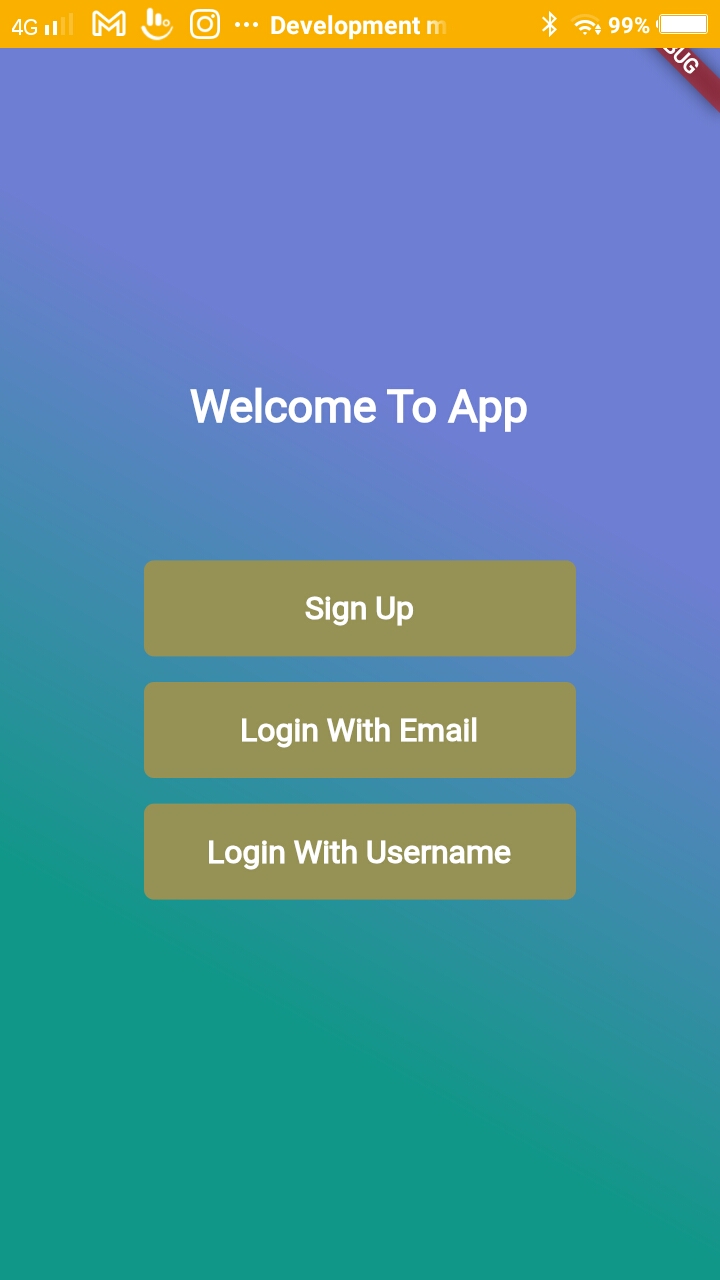 4G
Development m
99%
BUG
Welcome To App
Sign Up
Login With Email
Login With Username